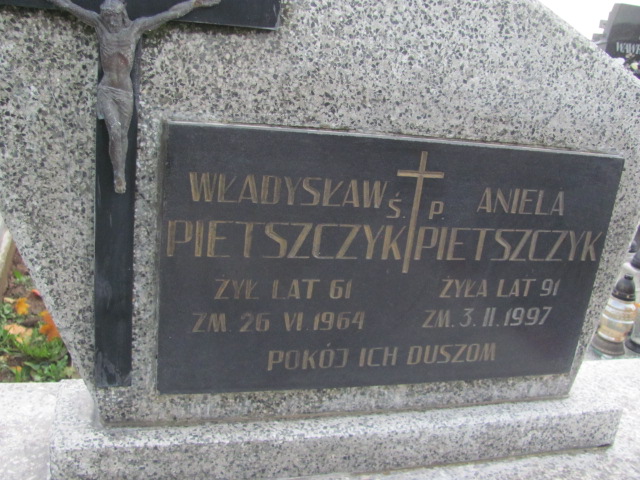 WŁADYSŁAW Ś. P. ANIELA
PIETSZCZYK PIETSZCZYK
ŻYŁ LAT 61 ŻYŁA LAT 91
ZM 26 VI. 1964 ZM. 3. II. 1997
POKÓJ ICH DUSZOM